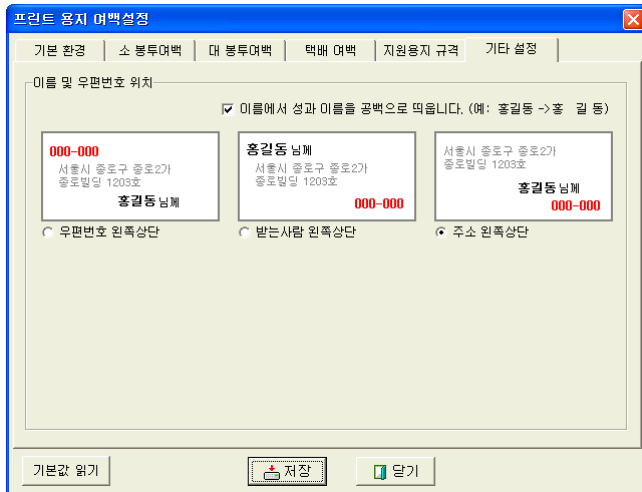 프린트 용지 여백설정
기본 환경
소 봉투여백
대 봉투여백
택배 여백
지원용지 규격
기타 설정
이름 및 우편번호 위치
이름에서 성과 이름을 공백으로 띄웁니다. (예: 홍길동 ->홍 길 동)
000-000
서울시 종로구 종로2가
종로빌딩 1203호
홍길동 님께
홍길동 님께
서울시 종로구 종로2가
종로빌딩 1203호
000-000
서울시 종로구 종로2가
종로빌딩 1203호
홍길동 님께
000-000
우편번호 왼쪽상단
받는사람 왼쪽상단
주소 왼쪽상단
기본값 읽기
저장
닫기